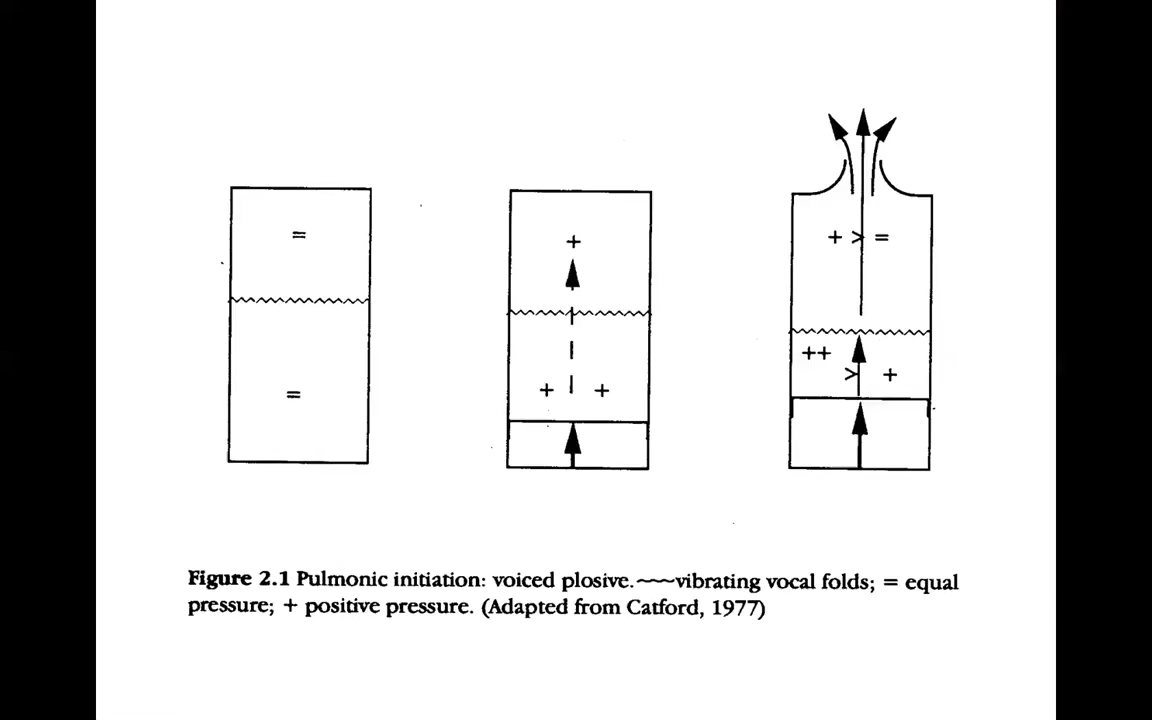 =
=
+
+ +
+ > =
++
> +
Figure 2.1 Pulmonic initiation: voiced plosive.~~~vibrating vocal folds; = equal
pressure; + positive pressure. (Adapted from Catford, 1977)